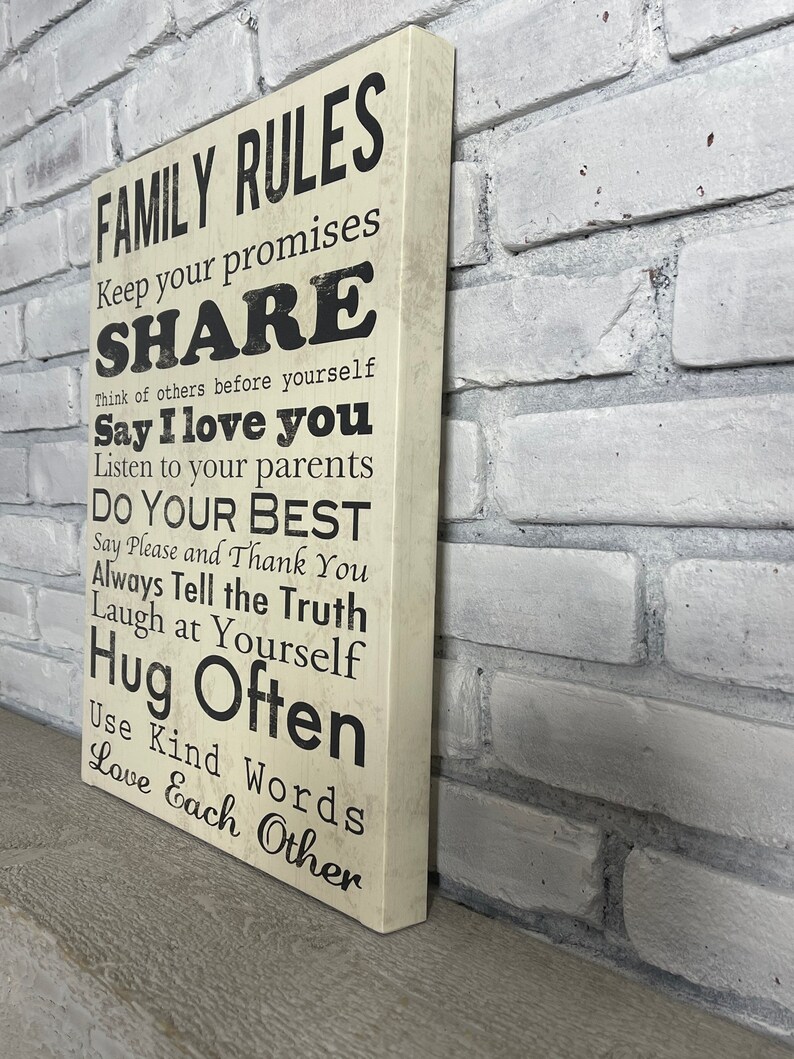 FAMILY RULES
Keep your promises
SHARE
Think of others before yourself
Say I love you
Listen to your parents
DO YOUR BEST
Say Please and Thank You
Always Tell the Truth
Laugh at Yourself
Hug Often
Use Kind Words
Love Each Other